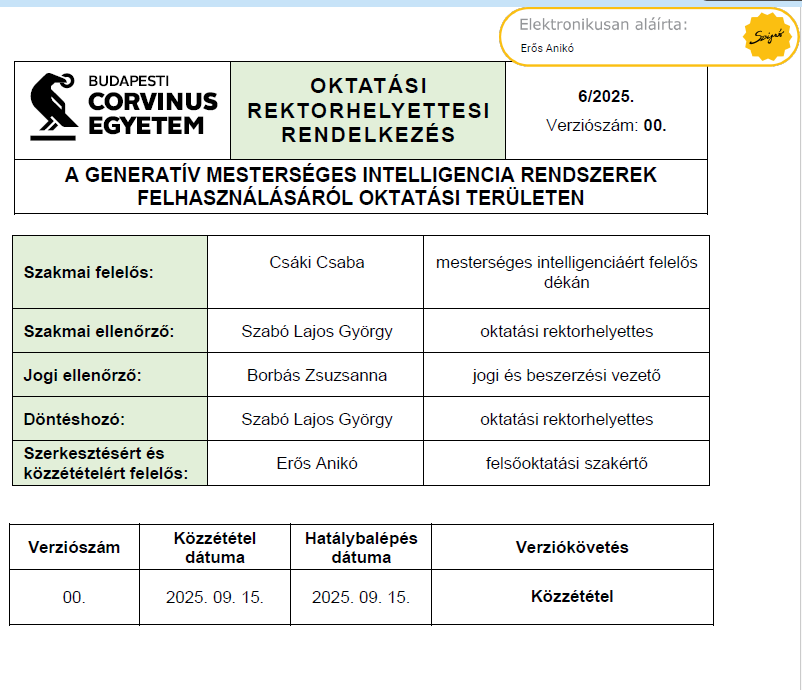 Elektronikusan aláírta:
Erős Anikó
Szignó
BUDAPESTI
CORVINUS
EGYETEM
OKTATÁSI
REKTORHELYETTESI
RENDELKEZÉS
6/2025.
Verziószám: 00.
A GENERATÍV MESTERSÉGES INTELLIGENCIA RENDSZEREK
FELHASZNÁLÁSÁRÓL OKTATÁSI TERÜLETEN
Szakmai felelős:
Csáki Csaba
mesterséges intelligenciáért felelős
dékán
Szakmai ellenőrző:
Szabó Lajos György
oktatási rektorhelyettes
Jogi ellenőrző:
Borbás Zsuzsanna
jogi és beszerzési vezető
Döntéshozó:
Szabó Lajos György
oktatási rektorhelyettes
Szerkesztésért és
közzétételért felelős:
Erős Anikó
felsőoktatási szakértő
Verziószám
Közzététel
dátuma
Hatálybalépés
dátuma
Verziókövetés
00.
2025. 09. 15.
2025. 09. 15.
Közzététel